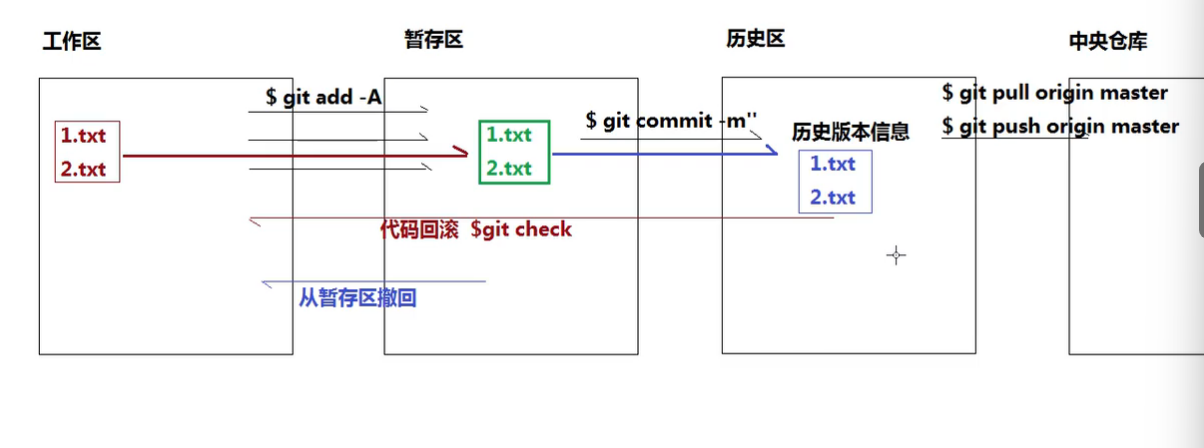 工作区
暂存区
历史区
中央仓库
$ git add -A
$ git commit -m''
$ git pull origin master
$ git push origin master
历史版本信息
1.txt
2.txt
1.txt
2.txt
1.txt
2.txt
代码回滚 $git check
从暂存区撤回